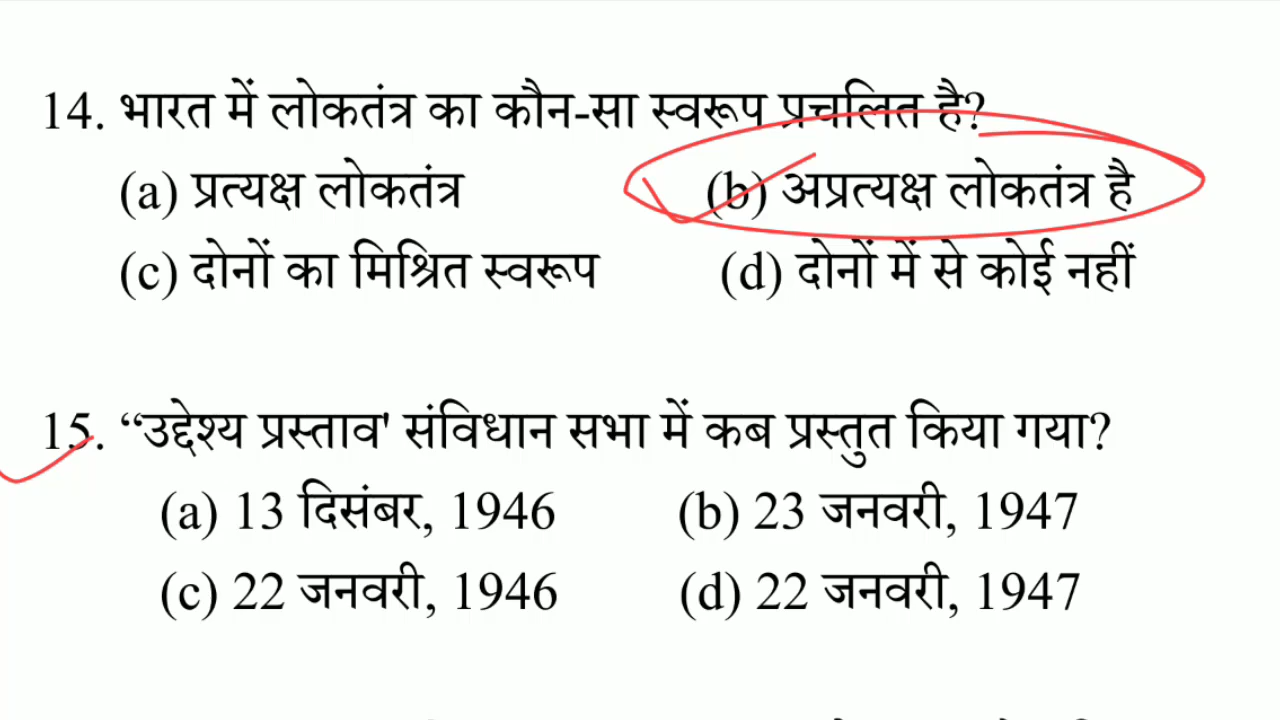 14. भारत में लोकतंत्र का कौन-सा स्वरूप प्रचलित है?
(a) प्रत्यक्ष लोकतंत्र (b) अप्रत्यक्ष लोकतंत्र है
(c) दोनों का मिश्रित स्वरूप (d) दोनों में से कोई नहीं
15. “उद्देश्य प्रस्ताव' संविधान सभा में कब प्रस्तुत किया गया?
(a) 13 दिसंबर, 1946 (b) 23 जनवरी, 1947
(c) 22 जनवरी, 1946 (d) 22 जनवरी, 1947